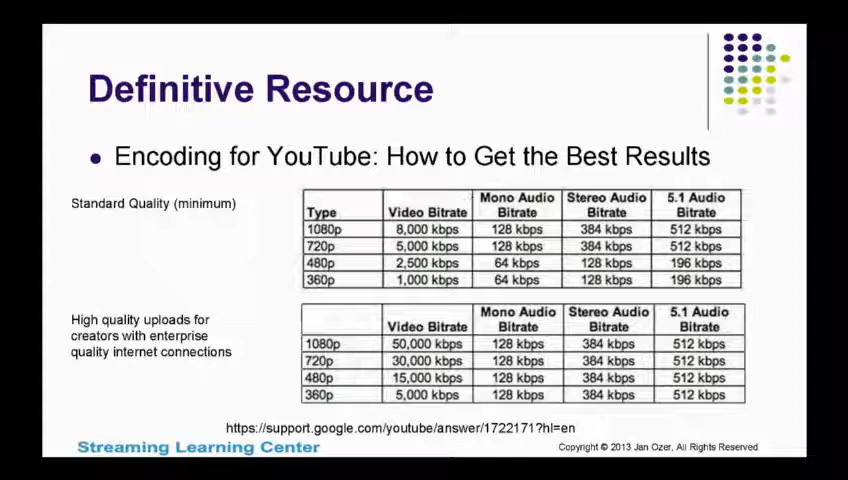 Definitive Resource
● Encoding for YouTube: How to Get the Best Results
Standard Quality (minimum)
Type Video Bitrate Mono Audio Bitrate Stereo Audio Bitrate 5.1 Audio Bitrate
1080p 8,000 kbps 128 kbps 384 kbps 512 kbps
720p 5,000 kbps 128 kbps 384 kbps 512 kbps
480p 2,500 kbps 64 kbps 128 kbps 196 kbps
360p 1,000 kbps 64 kbps 128 kbps 196 kbps
High quality uploads for
creators with enterprise
quality internet connections
Video Bitrate Mono Audio Bitrate Stereo Audio Bitrate 5.1 Audio Bitrate
1080p 50,000 kbps 128 kbps 384 kbps 512 kbps
720p 30,000 kbps 128 kbps 384 kbps 512 kbps
480p 15,000 kbps 128 kbps 384 kbps 512 kbps
360p 5,000 kbps 128 kbps 384 kbps 512 kbps
https://support.google.com/youtube/answer/1722171?hl=en
Streaming Learning Center
Copyright © 2013 Jan Ozer, All Rights Reserved